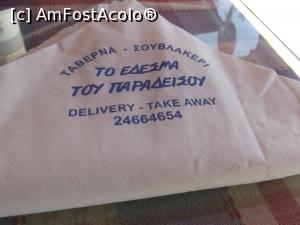 [c] AmFostAcolo®
ΤΑΒΕΡΝΑ - ΣΟΥΒΛΑΚΕΡΙ
ΤΟ ΕΔΕΣΜΑ
ΤΟΥ ΠΑΡΑΔΕΙΣΟΥ
DELIVERY - TAKE AWAY
24664654